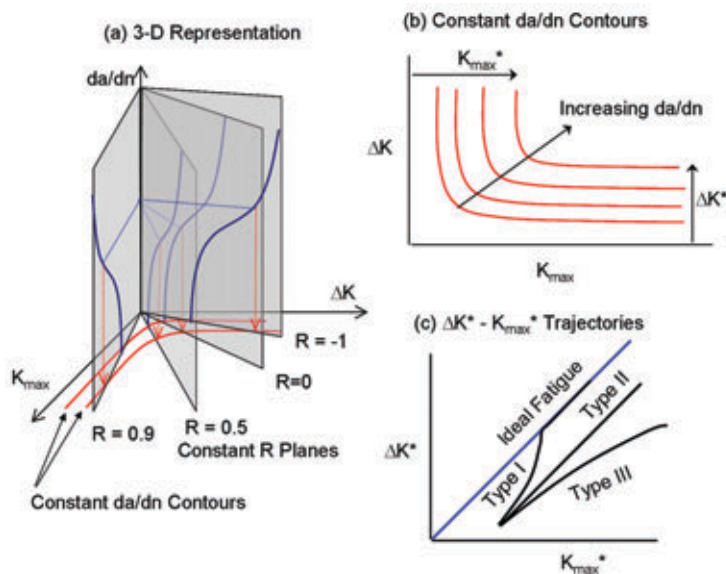 (a) 3-D Representation
da/dn
ΔK
K_max
R = -1
R=0
R = 0.5
R = 0.9
Constant R Planes
Constant da/dn Contours
(b) Constant da/dn Contours
K_max*
Increasing da/dn
ΔK
ΔK*
K_max
(c) ΔK* - K_max* Trajectories
Ideal Fatigue
Type II
Type I
Type III
ΔK*
K_max*